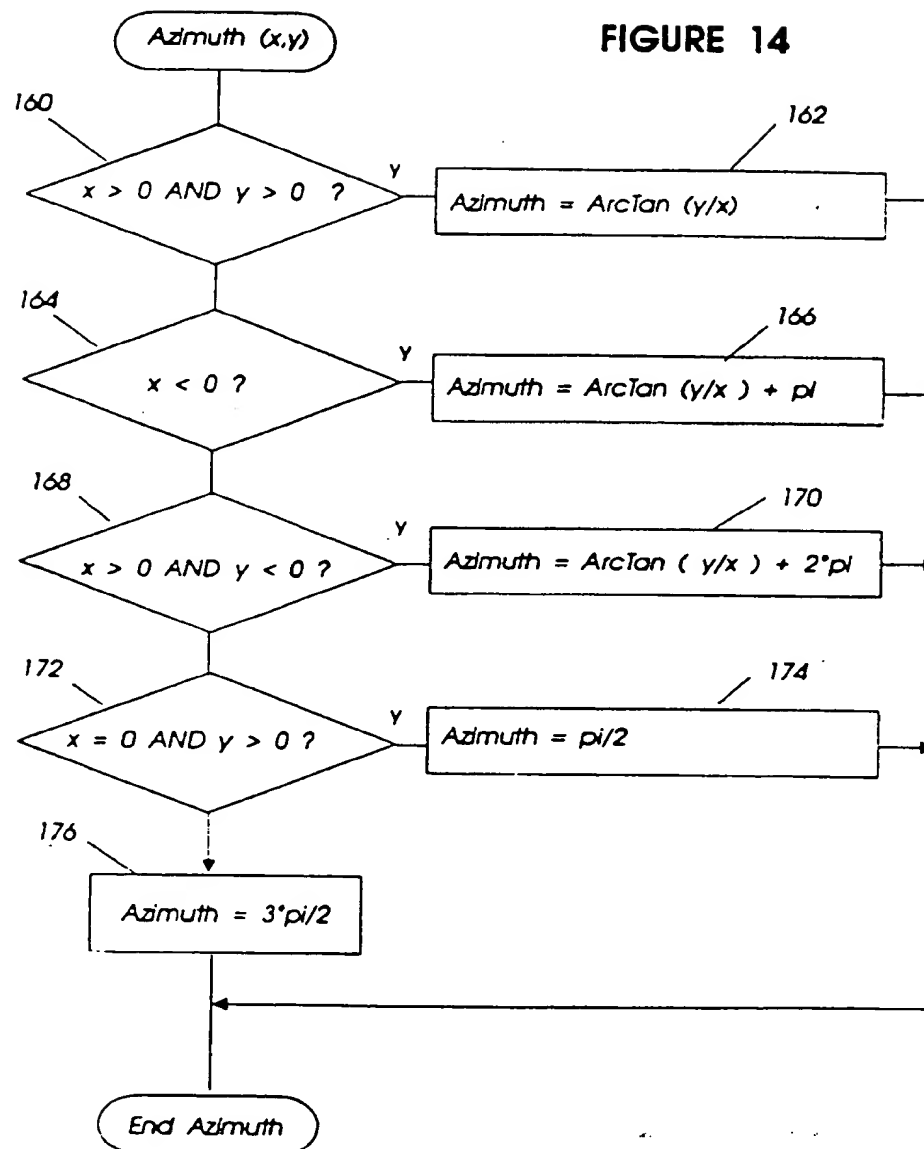 FIGURE 14
Azimuth (x,y)
160
x > 0 AND y > 0 ?
Y
162
Azimuth = ArcTan (y/x)
164
x < 0 ?
Y
166
Azimuth = ArcTan (y/x ) + pi
168
x > 0 AND y < 0 ?
Y
170
Azimuth = ArcTan ( y/x ) + 2*pi
172
x = 0 AND y > 0 ?
Y
174
Azimuth = pi/2
176
Azimuth = 3*pi/2
End Azimuth